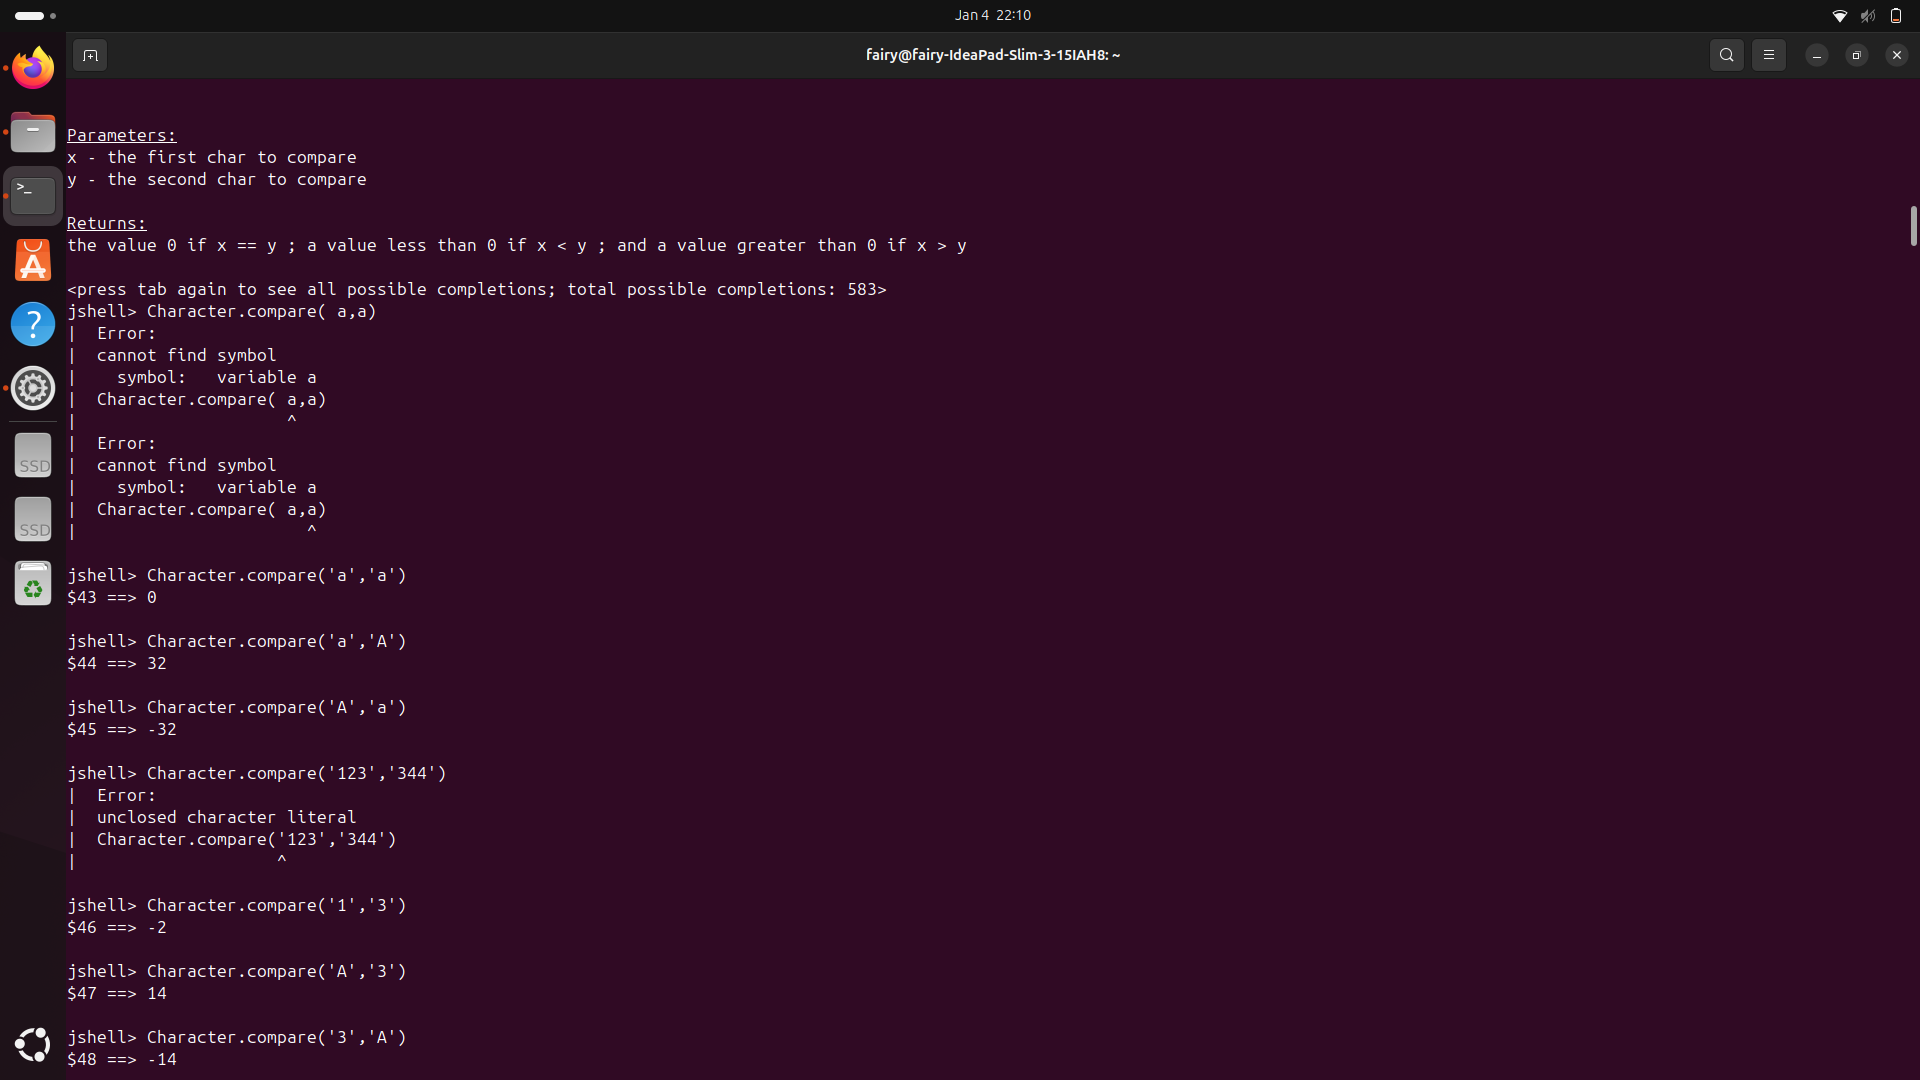 Jan 4 22:10
fairy@fairy-IdeaPad-Slim-3-15IAH8: ~
Parameters:
x - the first char to compare
y - the second char to compare
Returns:
the value 0 if x == y ; a value less than 0 if x < y ; and a value greater than 0 if x > y
<press tab again to see all possible completions; total possible completions: 583>
jshell> Character.compare( a,a)
|  Error:
|  cannot find symbol
|    symbol:   variable a
|  Character.compare( a,a)
|                     ^
|  Error:
|  cannot find symbol
|    symbol:   variable a
|  Character.compare( a,a)
|                       ^
jshell> Character.compare('a','a')
$43 ==> 0
jshell> Character.compare('a','A')
$44 ==> 32
jshell> Character.compare('A','a')
$45 ==> -32
jshell> Character.compare('123','344')
|  Error:
|  unclosed character literal
|  Character.compare('123','344')
|                    ^
jshell> Character.compare('1','3')
$46 ==> -2
jshell> Character.compare('A','3')
$47 ==> 14
jshell> Character.compare('3','A')
$48 ==> -14
>_
SSD
SSD